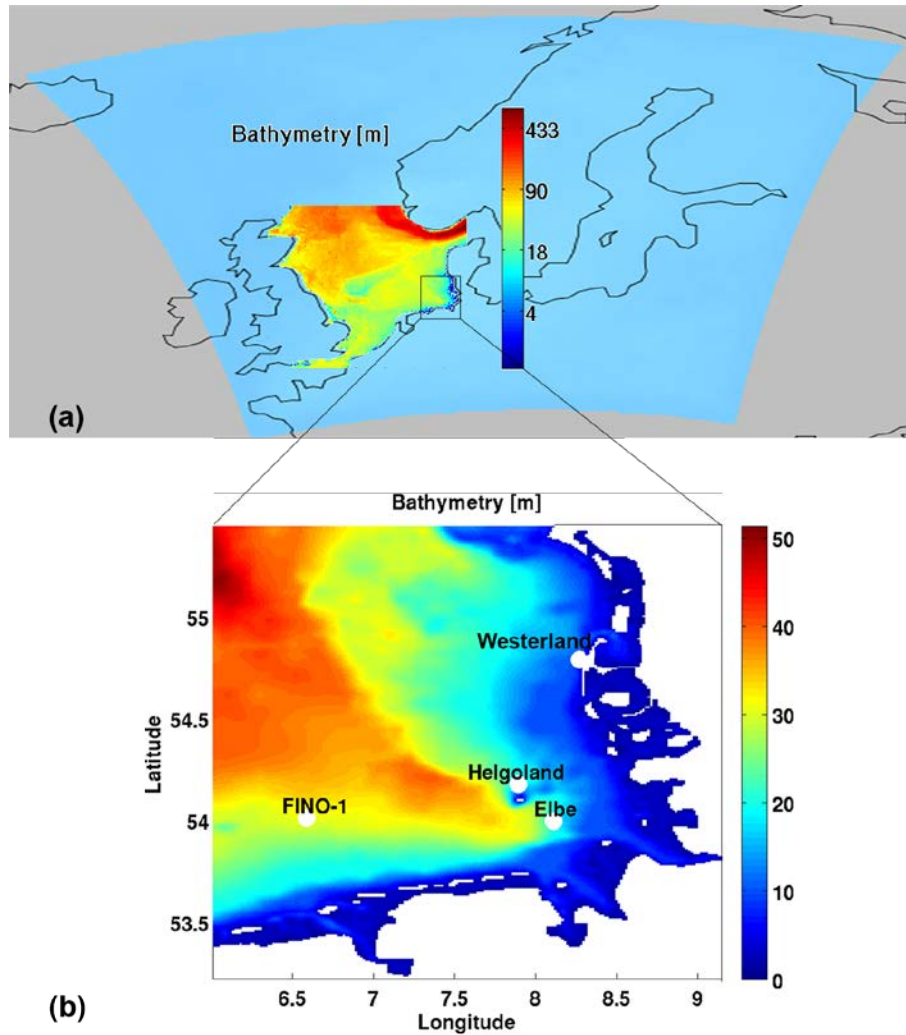 Bathymetry [m]
433
90
18
4
(a)
Bathymetry [m]
50
40
30
20
10
0
55
54.5
54
53.5
Latitude
Westerland
Helgoland
FINO-1
Elbe
6.5 7 7.5 8 8.5 9
Longitude
(b)